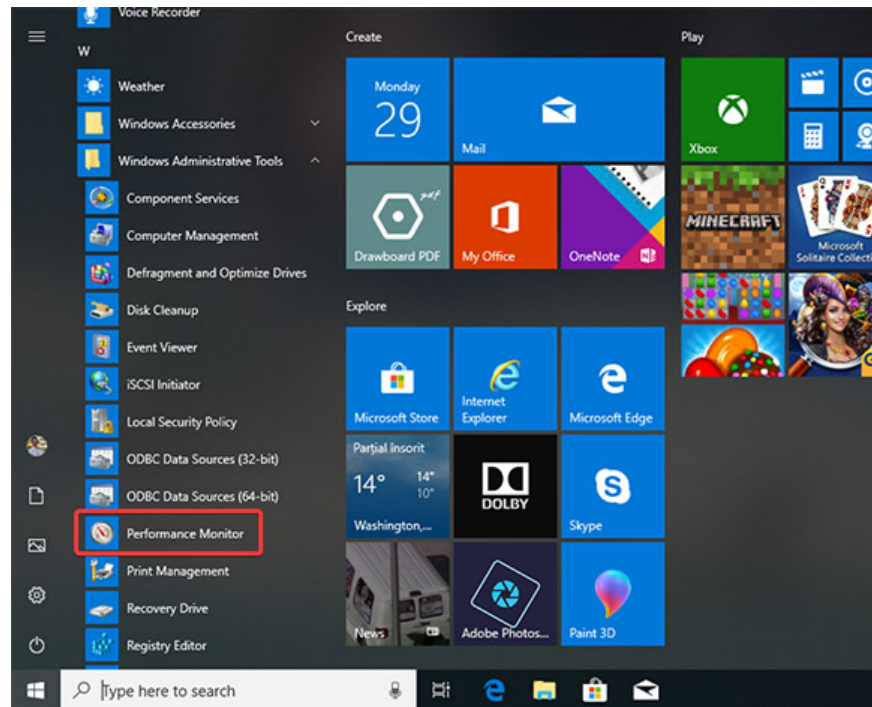 Voice Recorder
W
Weather
Windows Accessories
Windows Administrative Tools
Component Services
Computer Management
Defragment and Optimize Drives
Disk Cleanup
Event Viewer
iSCSI Initiator
Local Security Policy
ODBC Data Sources (32-bit)
ODBC Data Sources (64-bit)
Performance Monitor
Print Management
Recovery Drive
Registry Editor
Create
Monday
29
Mail
Drawboard PDF
pdf
My Office
OneNote
Explore
Microsoft Store
Internet
Explorer
Microsoft Edge
Parţial însorit
14°
14°
10°
Washington,...
DOLBY
Skype
News
Adobe Photos...
Paint 3D
Play
Xbox
MINECRAFT
Microsoft
Solitaire Collecti
Type here to search